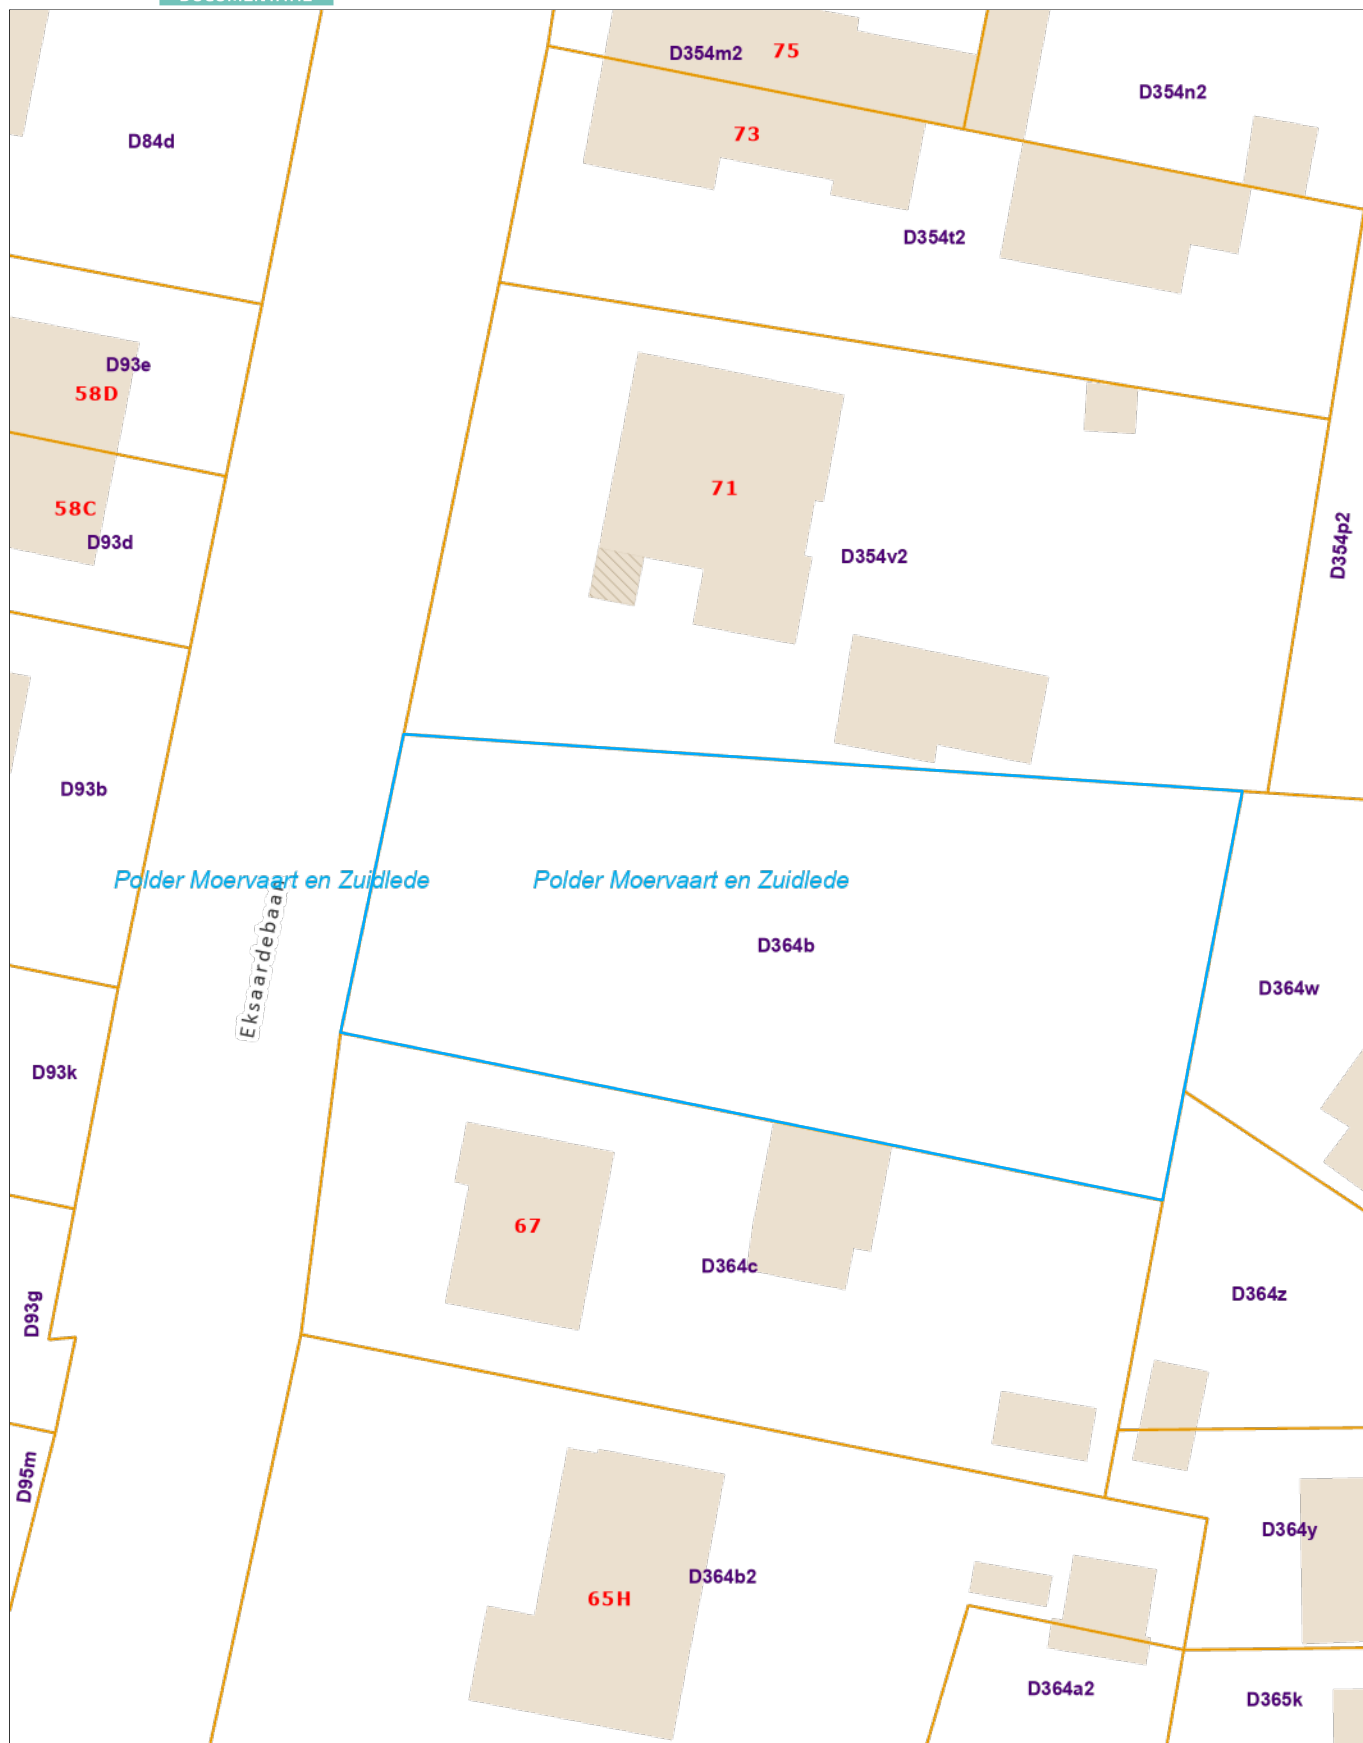 75
D354m2
D354n2
73
D84d
D354t2
D93e
58D
71
58C
D93d
D354v2
D354p2
D93b
Polder Moervaart en Zuidlede
Polder Moervaart en Zuidlede
Eksaardebaan
D364b
D364w
D93k
67
D364c
D364z
D93g
D95m
D364y
D364b2
65H
D364a2
D365k